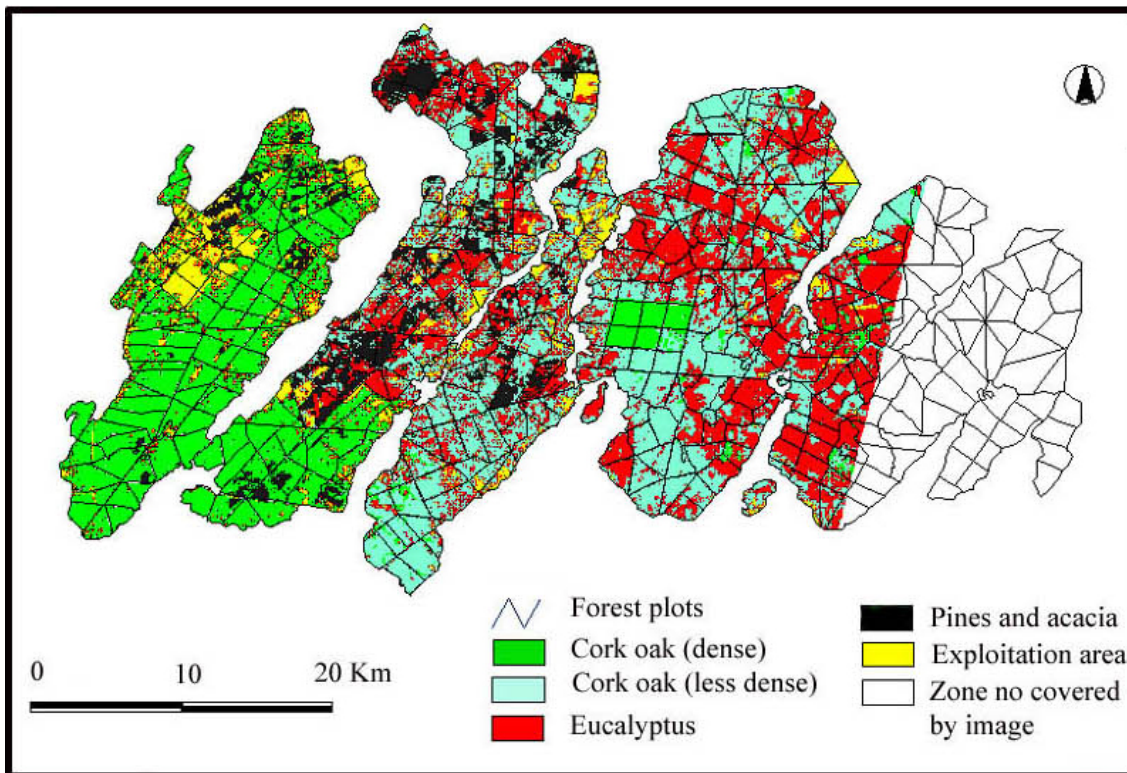 Forest plots
Cork oak (dense)
Cork oak (less dense)
Eucalyptus
Pines and acacia
Exploitation area
Zone no covered
by image
0 10 20 Km